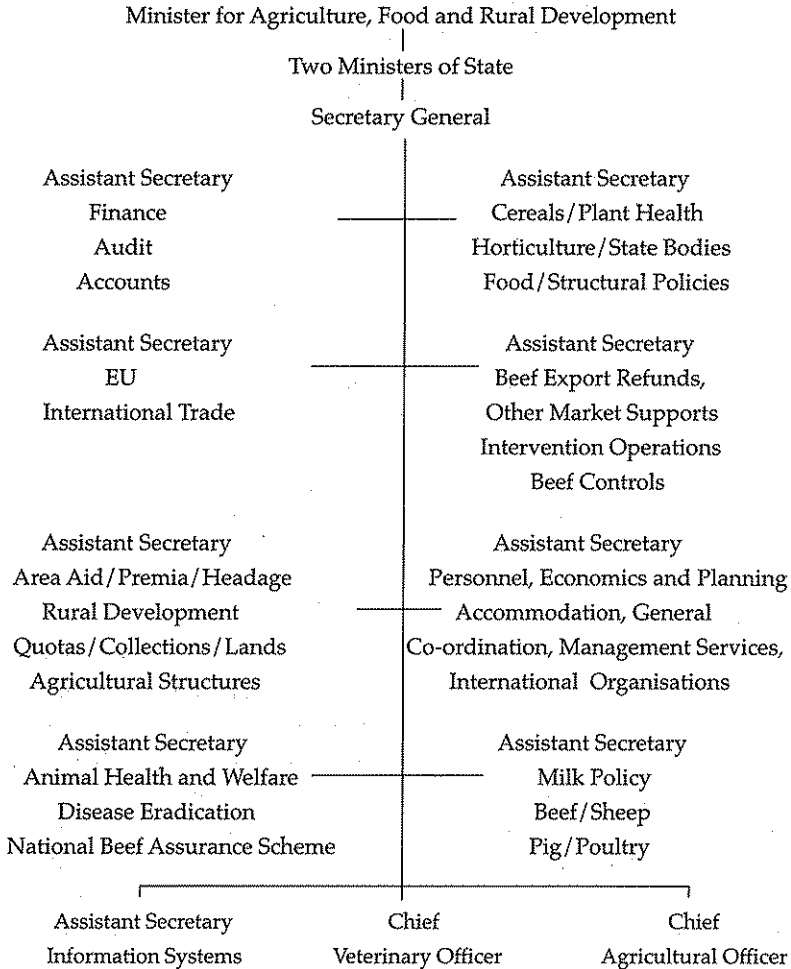 Minister for Agriculture, Food and Rural Development
Two Ministers of State
Secretary General
Assistant Secretary
Finance
Audit
Accounts
Assistant Secretary
Cereals/Plant Health
Horticulture/State Bodies
Food/Structural Policies
Assistant Secretary
EU
International Trade
Assistant Secretary
Beef Export Refunds,
Other Market Supports
Intervention Operations
Beef Controls
Assistant Secretary
Area Aid/Premia/Headage
Rural Development
Quotas/Collections/Lands
Agricultural Structures
Assistant Secretary
Personnel, Economics and Planning
Accommodation, General
Co-ordination, Management Services,
International Organisations
Assistant Secretary
Animal Health and Welfare
Disease Eradication
National Beef Assurance Scheme
Assistant Secretary
Milk Policy
Beef/Sheep
Pig/Poultry
Assistant Secretary
Information Systems
Chief
Veterinary Officer
Chief
Agricultural Officer